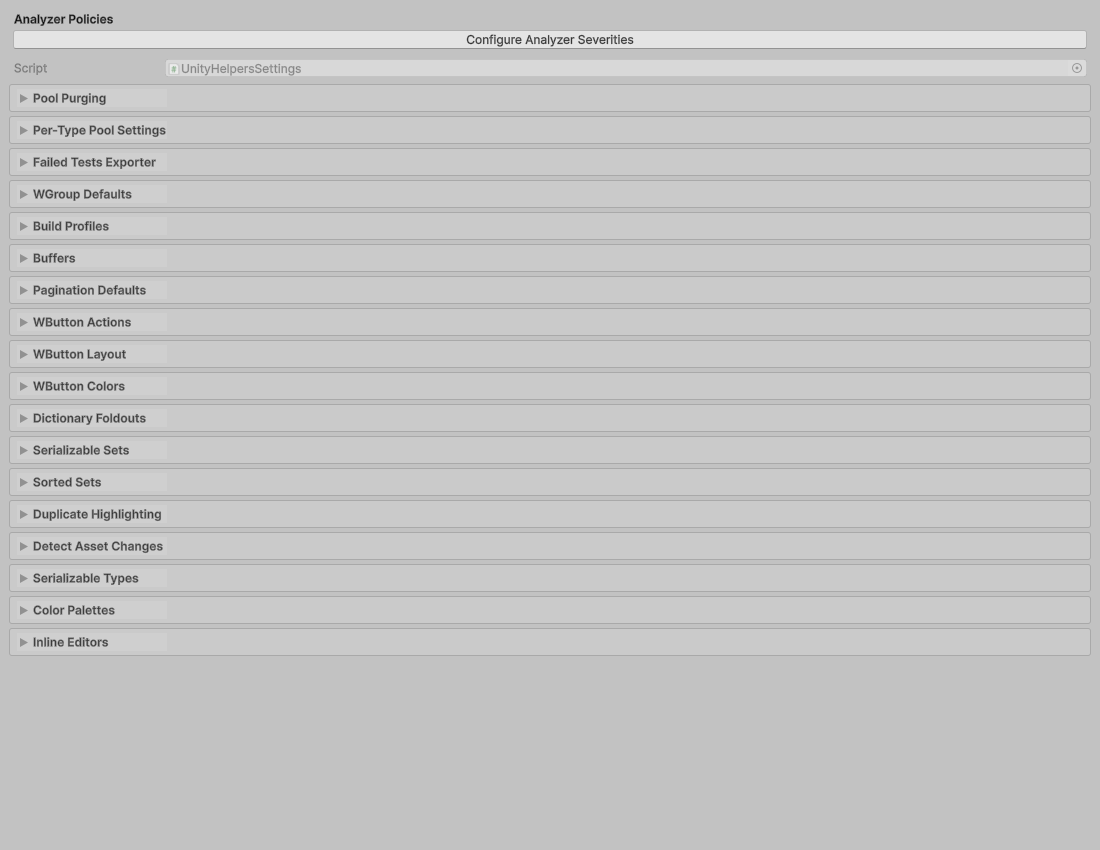 Analyzer Policies
Configure Analyzer Severities
Script
UnityHelpersSettings
Pool Purging
Per-Type Pool Settings
Failed Tests Exporter
WGroup Defaults
Build Profiles
Buffers
Pagination Defaults
WButton Actions
WButton Layout
WButton Colors
Dictionary Foldouts
Serializable Sets
Sorted Sets
Duplicate Highlighting
Detect Asset Changes
Serializable Types
Color Palettes
Inline Editors